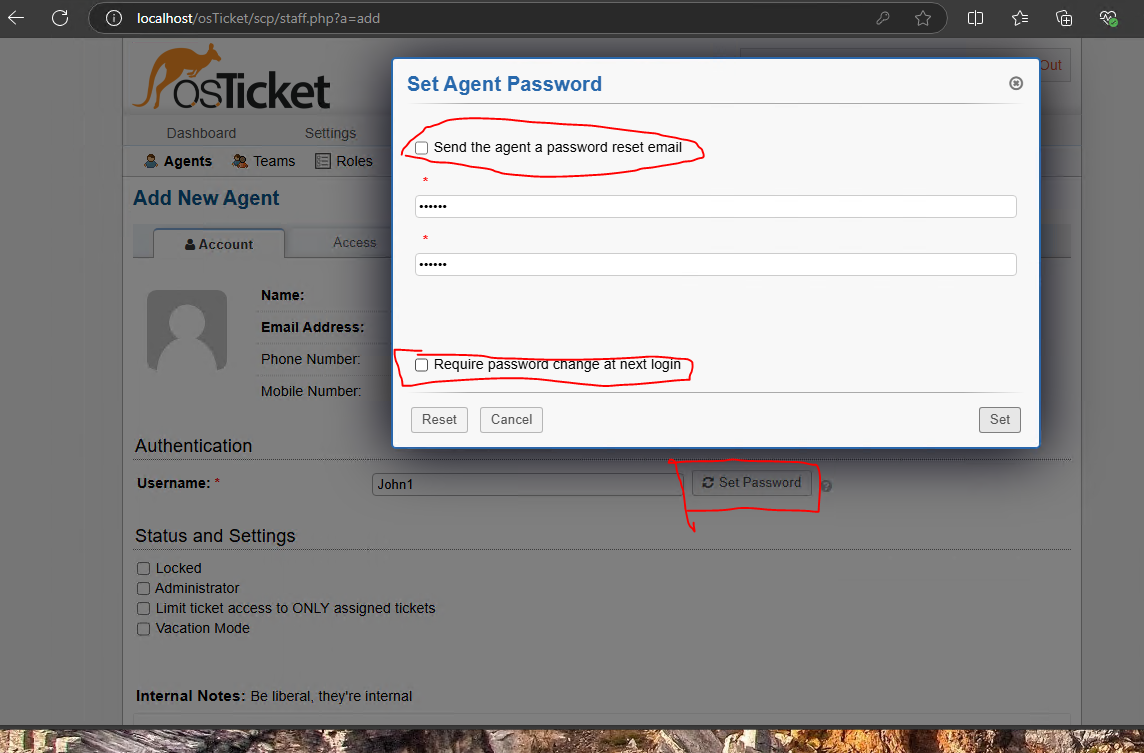 localhost/osTicket/scp/staff.php?a=add
osTicket
Out
Dashboard Settings
Agents Teams Roles
Add New Agent
Account Access
Name:
Email Address:
Phone Number:
Mobile Number:
Set Agent Password
Send the agent a password reset email
*
••••••
*
••••••
Require password change at next login
Reset Cancel Set
Authentication
Username: * John1 Set Password
Status and Settings
Locked
Administrator
Limit ticket access to ONLY assigned tickets
Vacation Mode
Internal Notes: Be liberal, they're internal